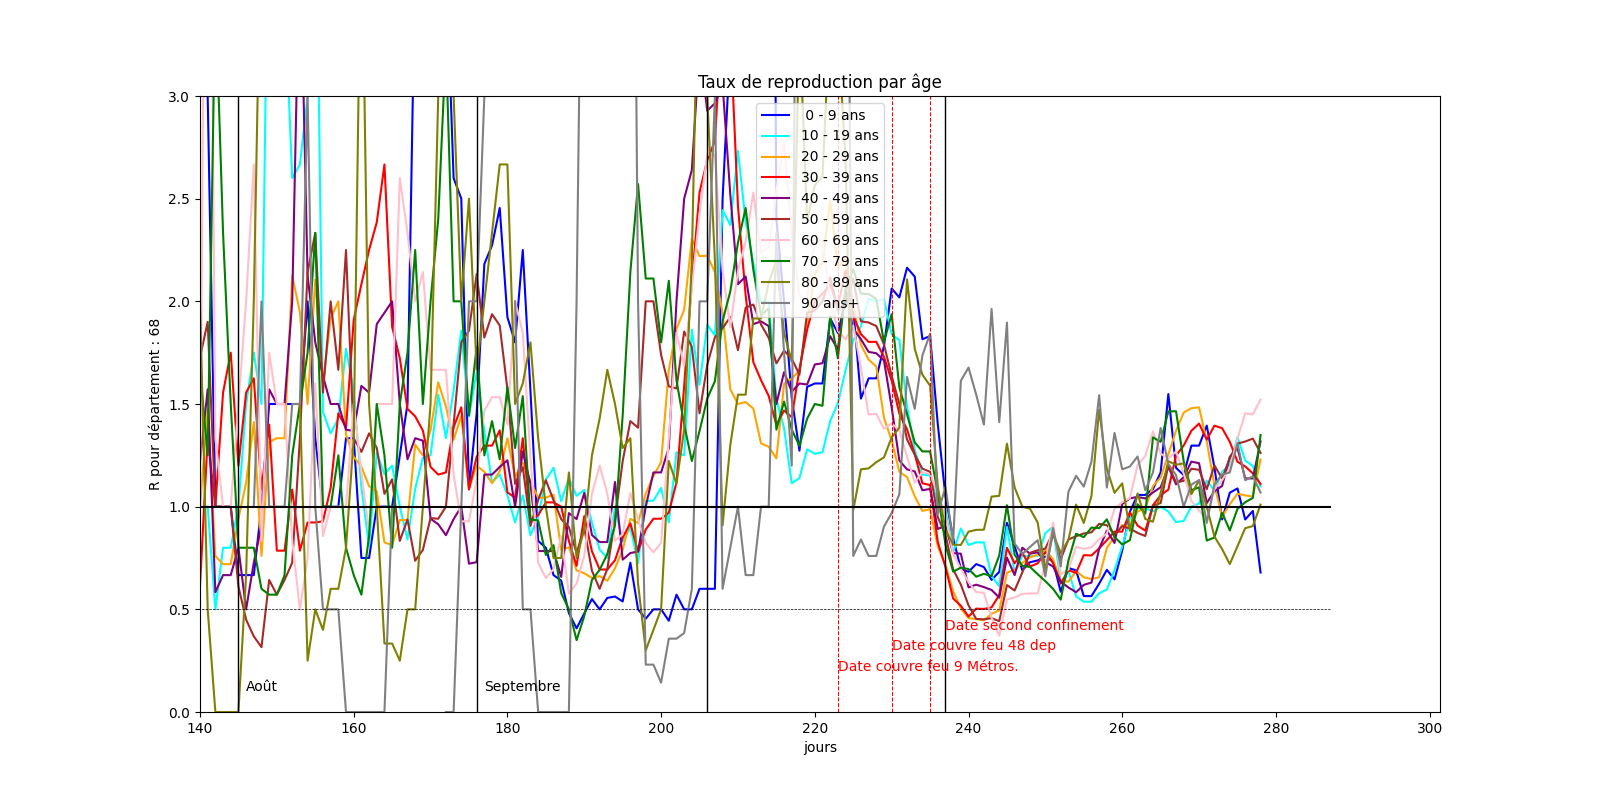 Taux de reproduction par âge
3.0
2.5
2.0
1.5
1.0
0.5
0.0
R pour département : 68
0 - 9 ans
10 - 19 ans
20 - 29 ans
30 - 39 ans
40 - 49 ans
50 - 59 ans
60 - 69 ans
70 - 79 ans
80 - 89 ans
90 ans+
Date second confinement
Date couvre feu 48 dep
Date couvre feu 9 Métros.
Août
Septembre
140
160
180
200
220
240
260
280
300
jours